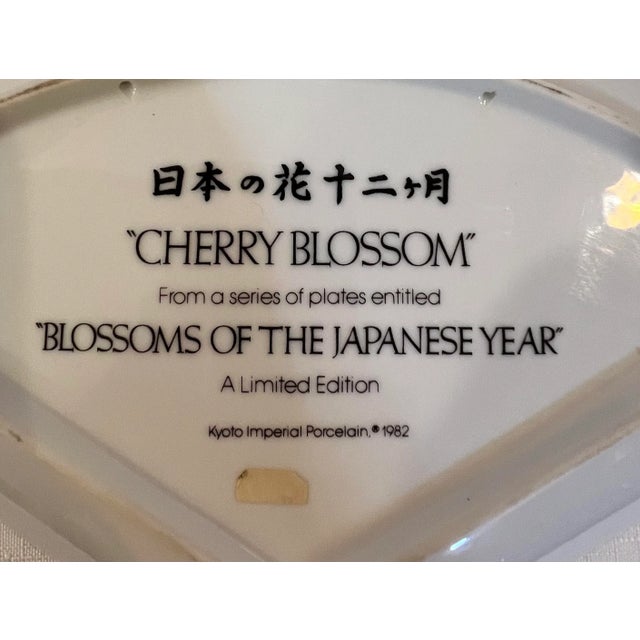 日本の花十二ヶ月
"CHERRY BLOSSOM"
From a series of plates entitled
"BLOSSOMS OF THE JAPANESE YEAR"
A Limited Edition
Kyoto Imperial Porcelain, ® 1982